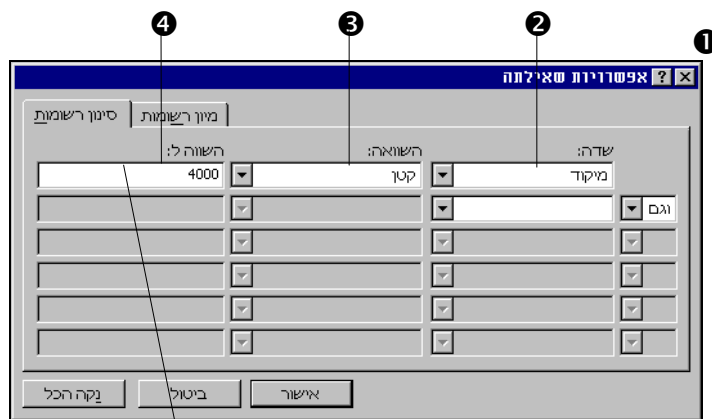 ❶ ❷ ❸ ❹
אפשרויות שאילתה
סינון רשומות מיון רשומות
שדה: השוואה: השווה ל:
מיקוד קטן 4000
וגם
אישור ביטול נקה הכל